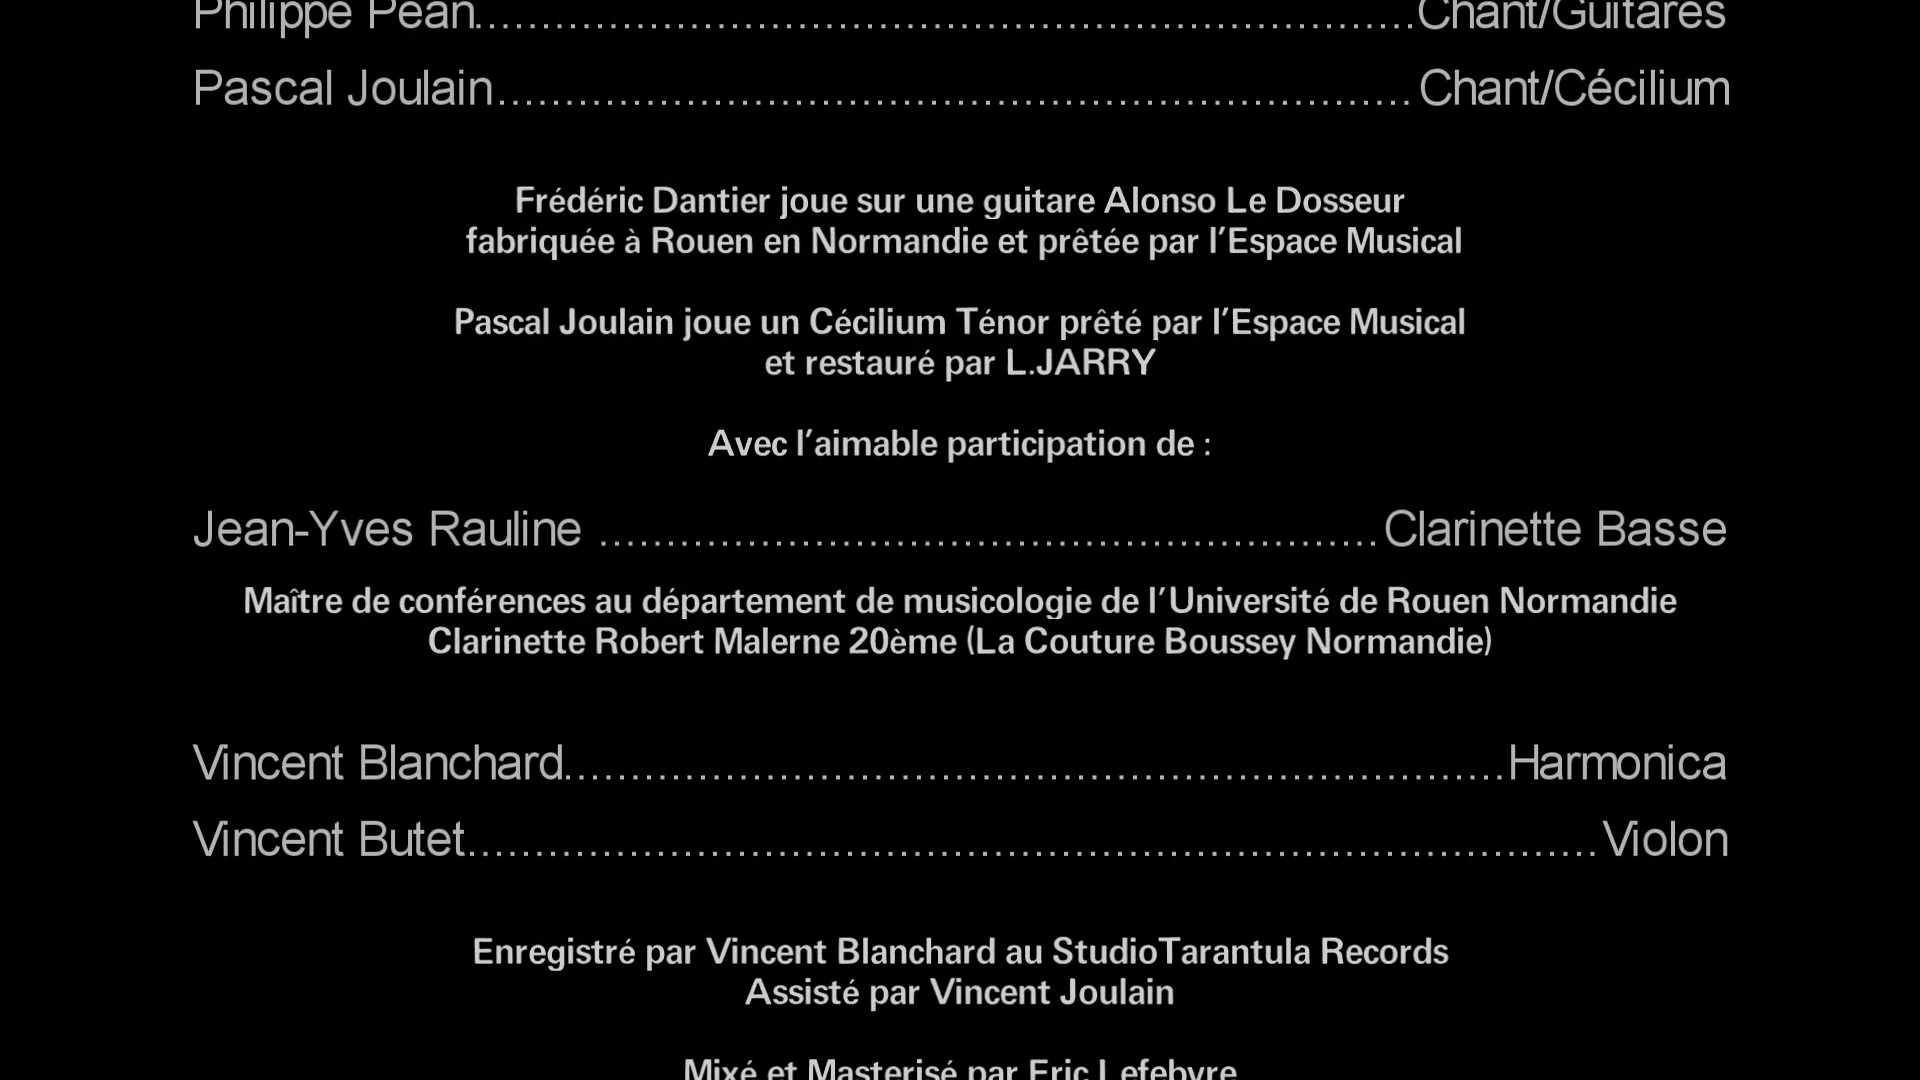 Philippe Péan......................................................................Chant/Guitares
Pascal Joulain....................................................................Chant/Cécilium
Frédéric Dantier joue sur une guitare Alonso Le Dosseur
fabriquée à Rouen en Normandie et prêtée par l’Espace Musical
Pascal Joulain joue un Cécilium Ténor prêté par l’Espace Musical
et restauré par L.JARRY
Avec l’aimable participation de :
Jean-Yves Rauline ..........................................................Clarinette Basse
Maître de conférences au département de musicologie de l’Université de Rouen Normandie
Clarinette Robert Malerne 20ème (La Couture Boussey Normandie)
Vincent Blanchard......................................................................Harmonica
Vincent Butet....................................................................................Violon
Enregistré par Vincent Blanchard au StudioTarantula Records
Assisté par Vincent Joulain
Mixé et Masterisé par Eric Lefebvre